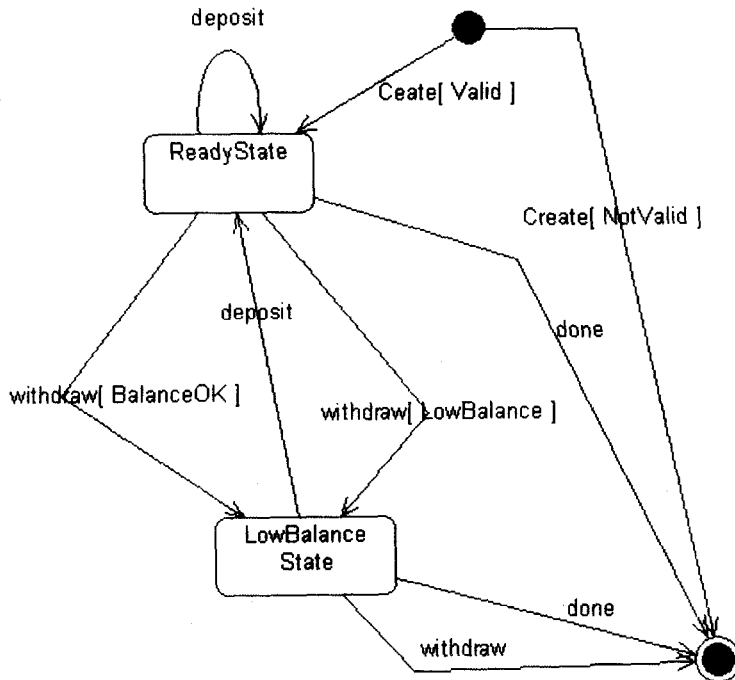 deposit
Ceate[ Valid ]
ReadyState
Create[ NotValid ]
deposit
done
withdraw[ BalanceOK ]
withdraw[ LowBalance ]
LowBalance
State
done
withdraw